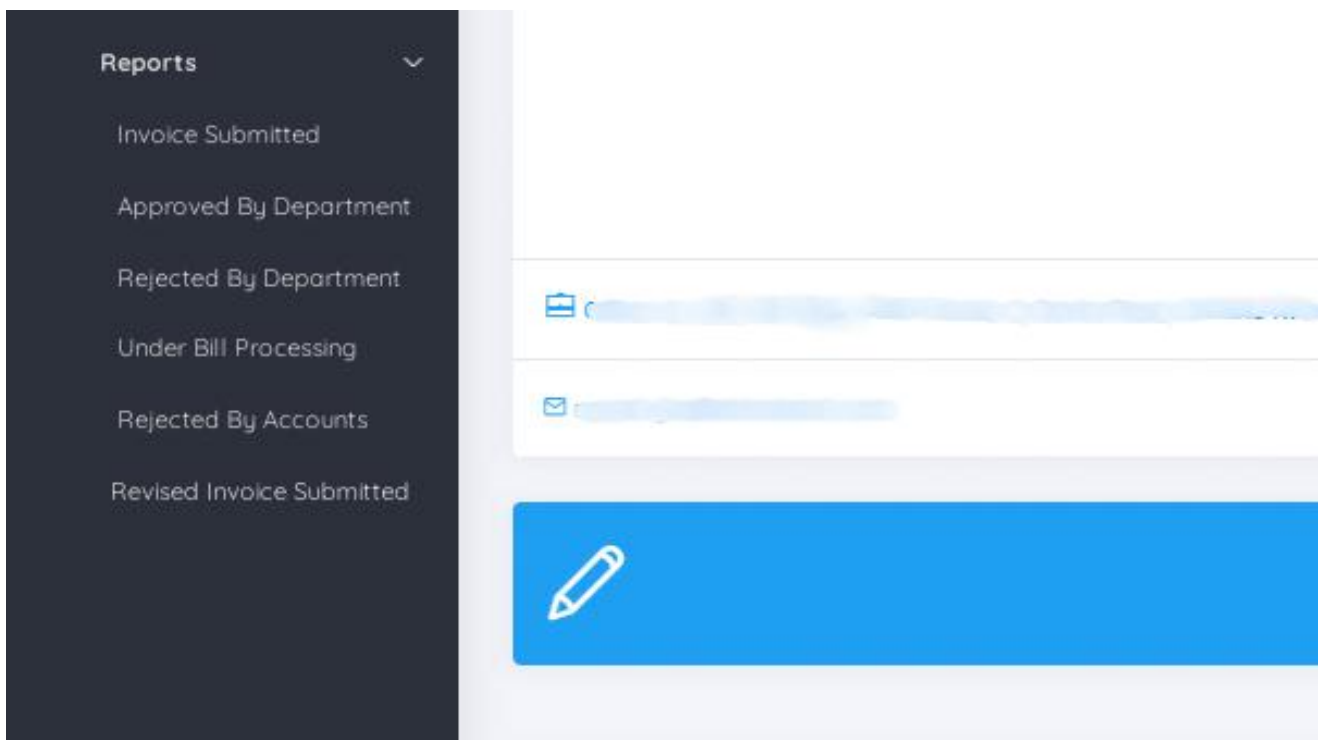 Reports
Invoice Submitted
Approved By Department
Rejected By Department
Under Bill Processing
Rejected By Accounts
Revised Invoice Submitted